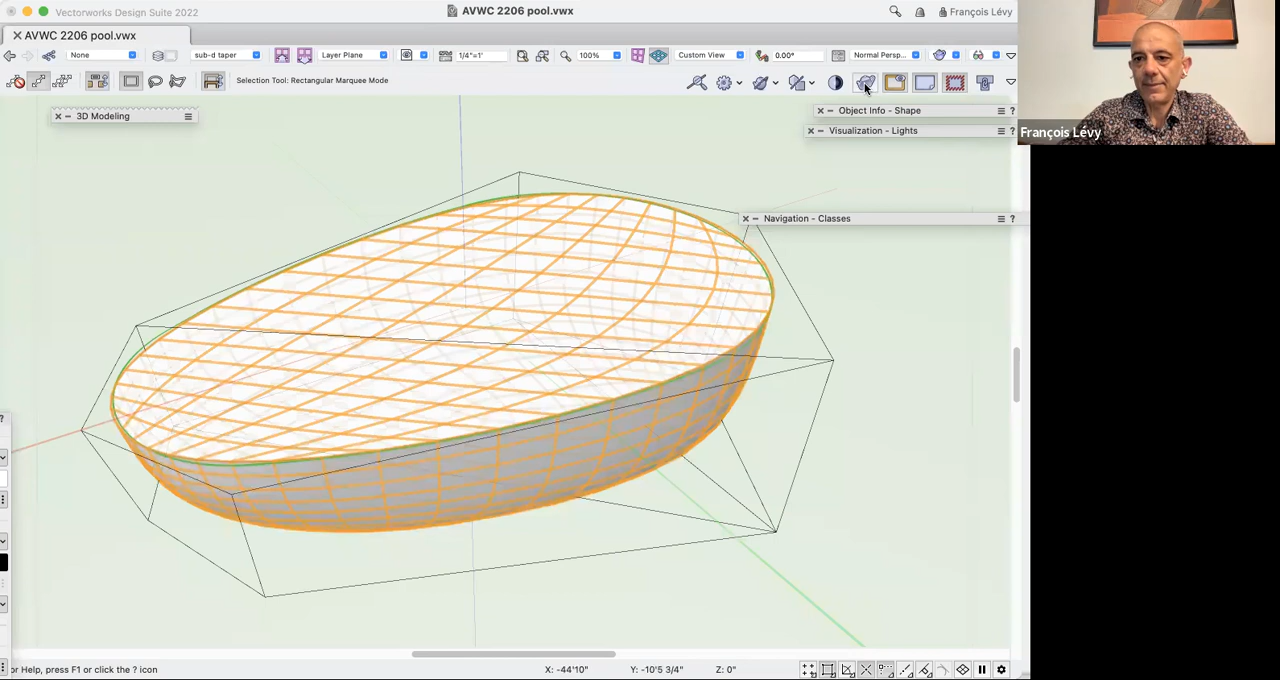 Vectorworks Design Suite 2022
AVWC 2206 pool.vwx
François Lévy
AVWC 2206 pool.vwx
None
sub-d taper
Layer Plane
1/4"=1'
100%
Custom View
0.00°
Normal Persp...
Selection Tool: Rectangular Marquee Mode
3D Modeling
Object Info - Shape
Visualization - Lights
Navigation - Classes
François Lévy
or Help, press F1 or click the ? icon
X: -44'10"
Y: -10'5 3/4"
Z: 0"